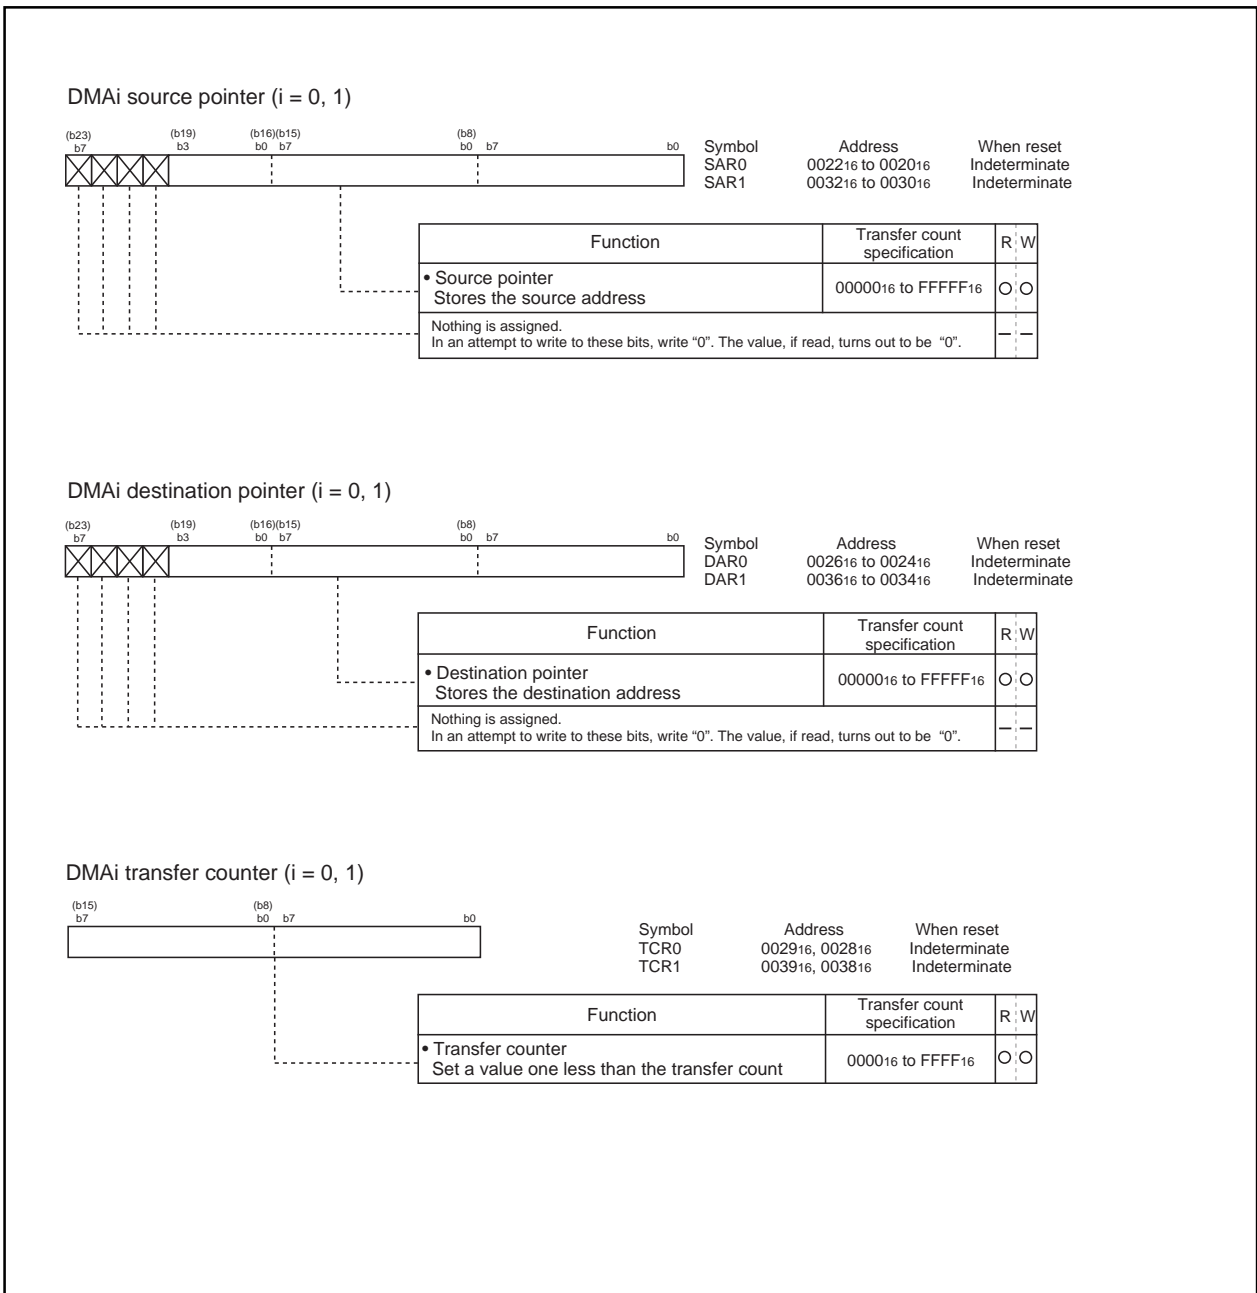 DMAi source pointer (i = 0, 1)
(b23) (b19) (b16)(b15) (b8)
b7 b3 b0 b7 b0 b7 b0
Symbol Address When reset
SAR0 002216 to 002016 Indeterminate
SAR1 003216 to 003016 Indeterminate
Function Transfer count specification R W
• Source pointer
Stores the source address 0000016 to FFFFF16
Nothing is assigned.
In an attempt to write to these bits, write “0”. The value, if read, turns out to be “0”. – –
DMAi destination pointer (i = 0, 1)
(b23) (b19) (b16)(b15) (b8)
b7 b3 b0 b7 b0 b7 b0
Symbol Address When reset
DAR0 002616 to 002416 Indeterminate
DAR1 003616 to 003416 Indeterminate
Function Transfer count specification R W
• Destination pointer
Stores the destination address 0000016 to FFFFF16
Nothing is assigned.
In an attempt to write to these bits, write “0”. The value, if read, turns out to be “0”. – –
DMAi transfer counter (i = 0, 1)
(b15) (b8)
b7 b0 b7 b0
Symbol Address When reset
TCR0 002916, 002816 Indeterminate
TCR1 003916, 003816 Indeterminate
Function Transfer count specification R W
• Transfer counter
Set a value one less than the transfer count 000016 to FFFF16